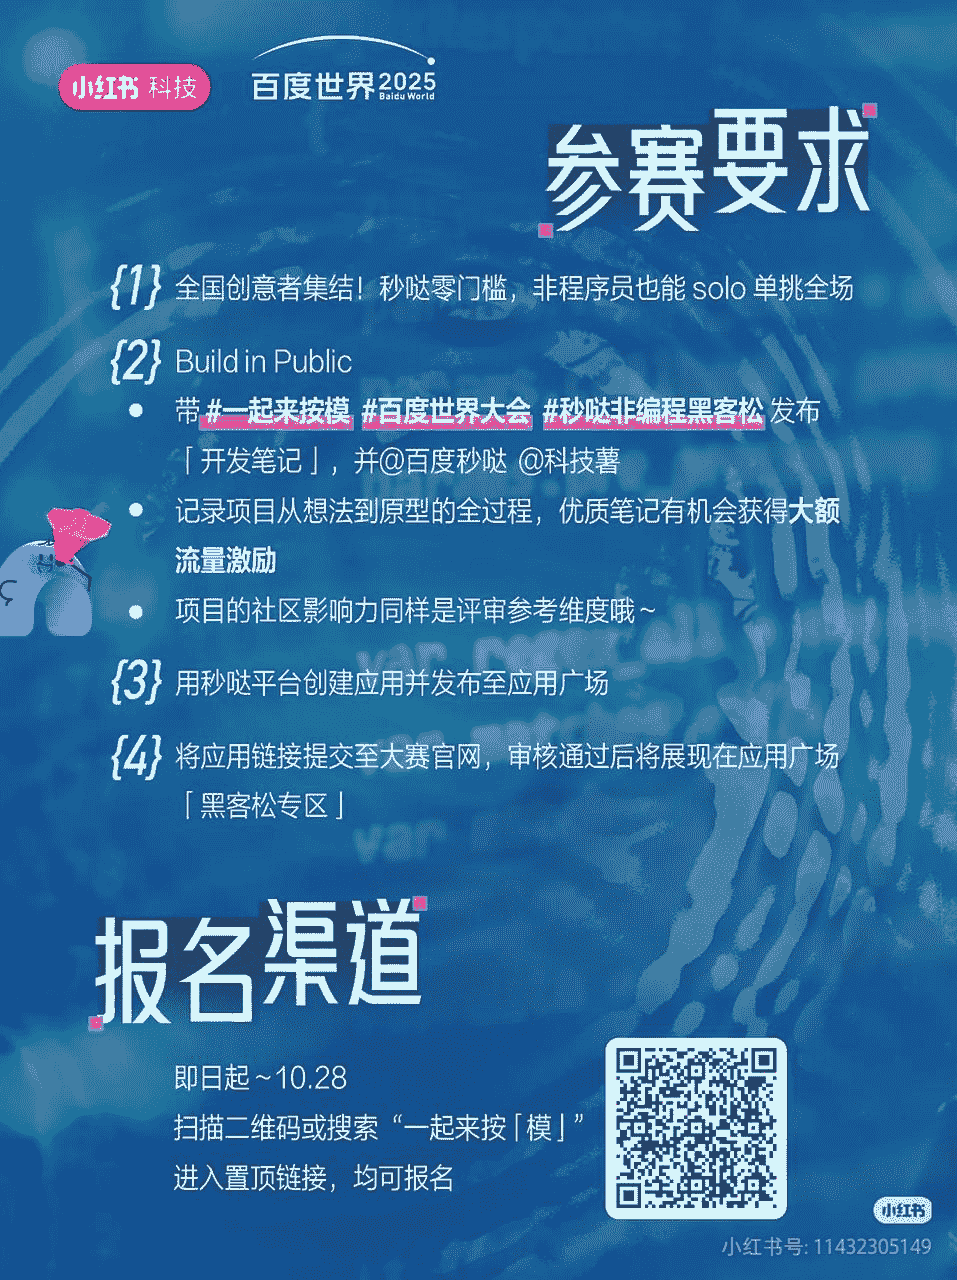 小红书 科技
百度世界2025
Baidu World
参赛要求
{1} 全国创意者集结！秒哒零门槛，非程序员也能 solo 单挑全场
{2} Build in Public
• 带 #一起来按模 #百度世界大会 #秒哒非编程黑客松 发布
「开发笔记」，并@百度秒哒 @科技薯
• 记录项目从想法到原型的全过程，优质笔记有机会获得大额
流量激励
• 项目的社区影响力同样是评审参考维度哦~
{3} 用秒哒平台创建应用并发布至应用广场
{4} 将应用链接提交至大赛官网，审核通过后将展现在应用广场
「黑客松专区」
var
报名渠道
即日起~10.28
扫描二维码或搜索“一起来按「模」”
进入置顶链接，均可报名
小红书
小红书号: 11432305149